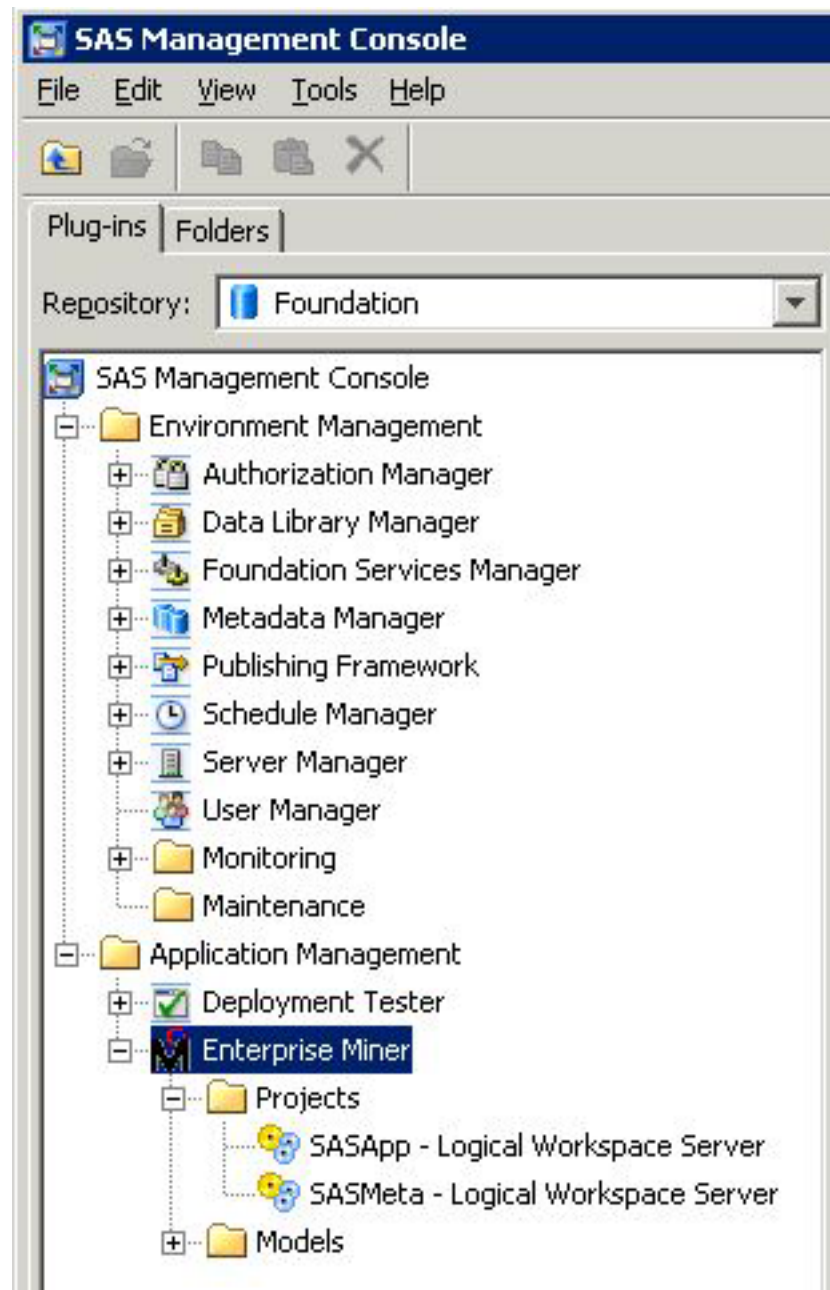 SAS Management Console
File Edit View Tools Help
Plug-ins Folders
Repository: Foundation
SAS Management Console
Environment Management
Authorization Manager
Data Library Manager
Foundation Services Manager
Metadata Manager
Publishing Framework
Schedule Manager
Server Manager
User Manager
Monitoring
Maintenance
Application Management
Deployment Tester
Enterprise Miner
Projects
SASApp - Logical Workspace Server
SASMeta - Logical Workspace Server
Models